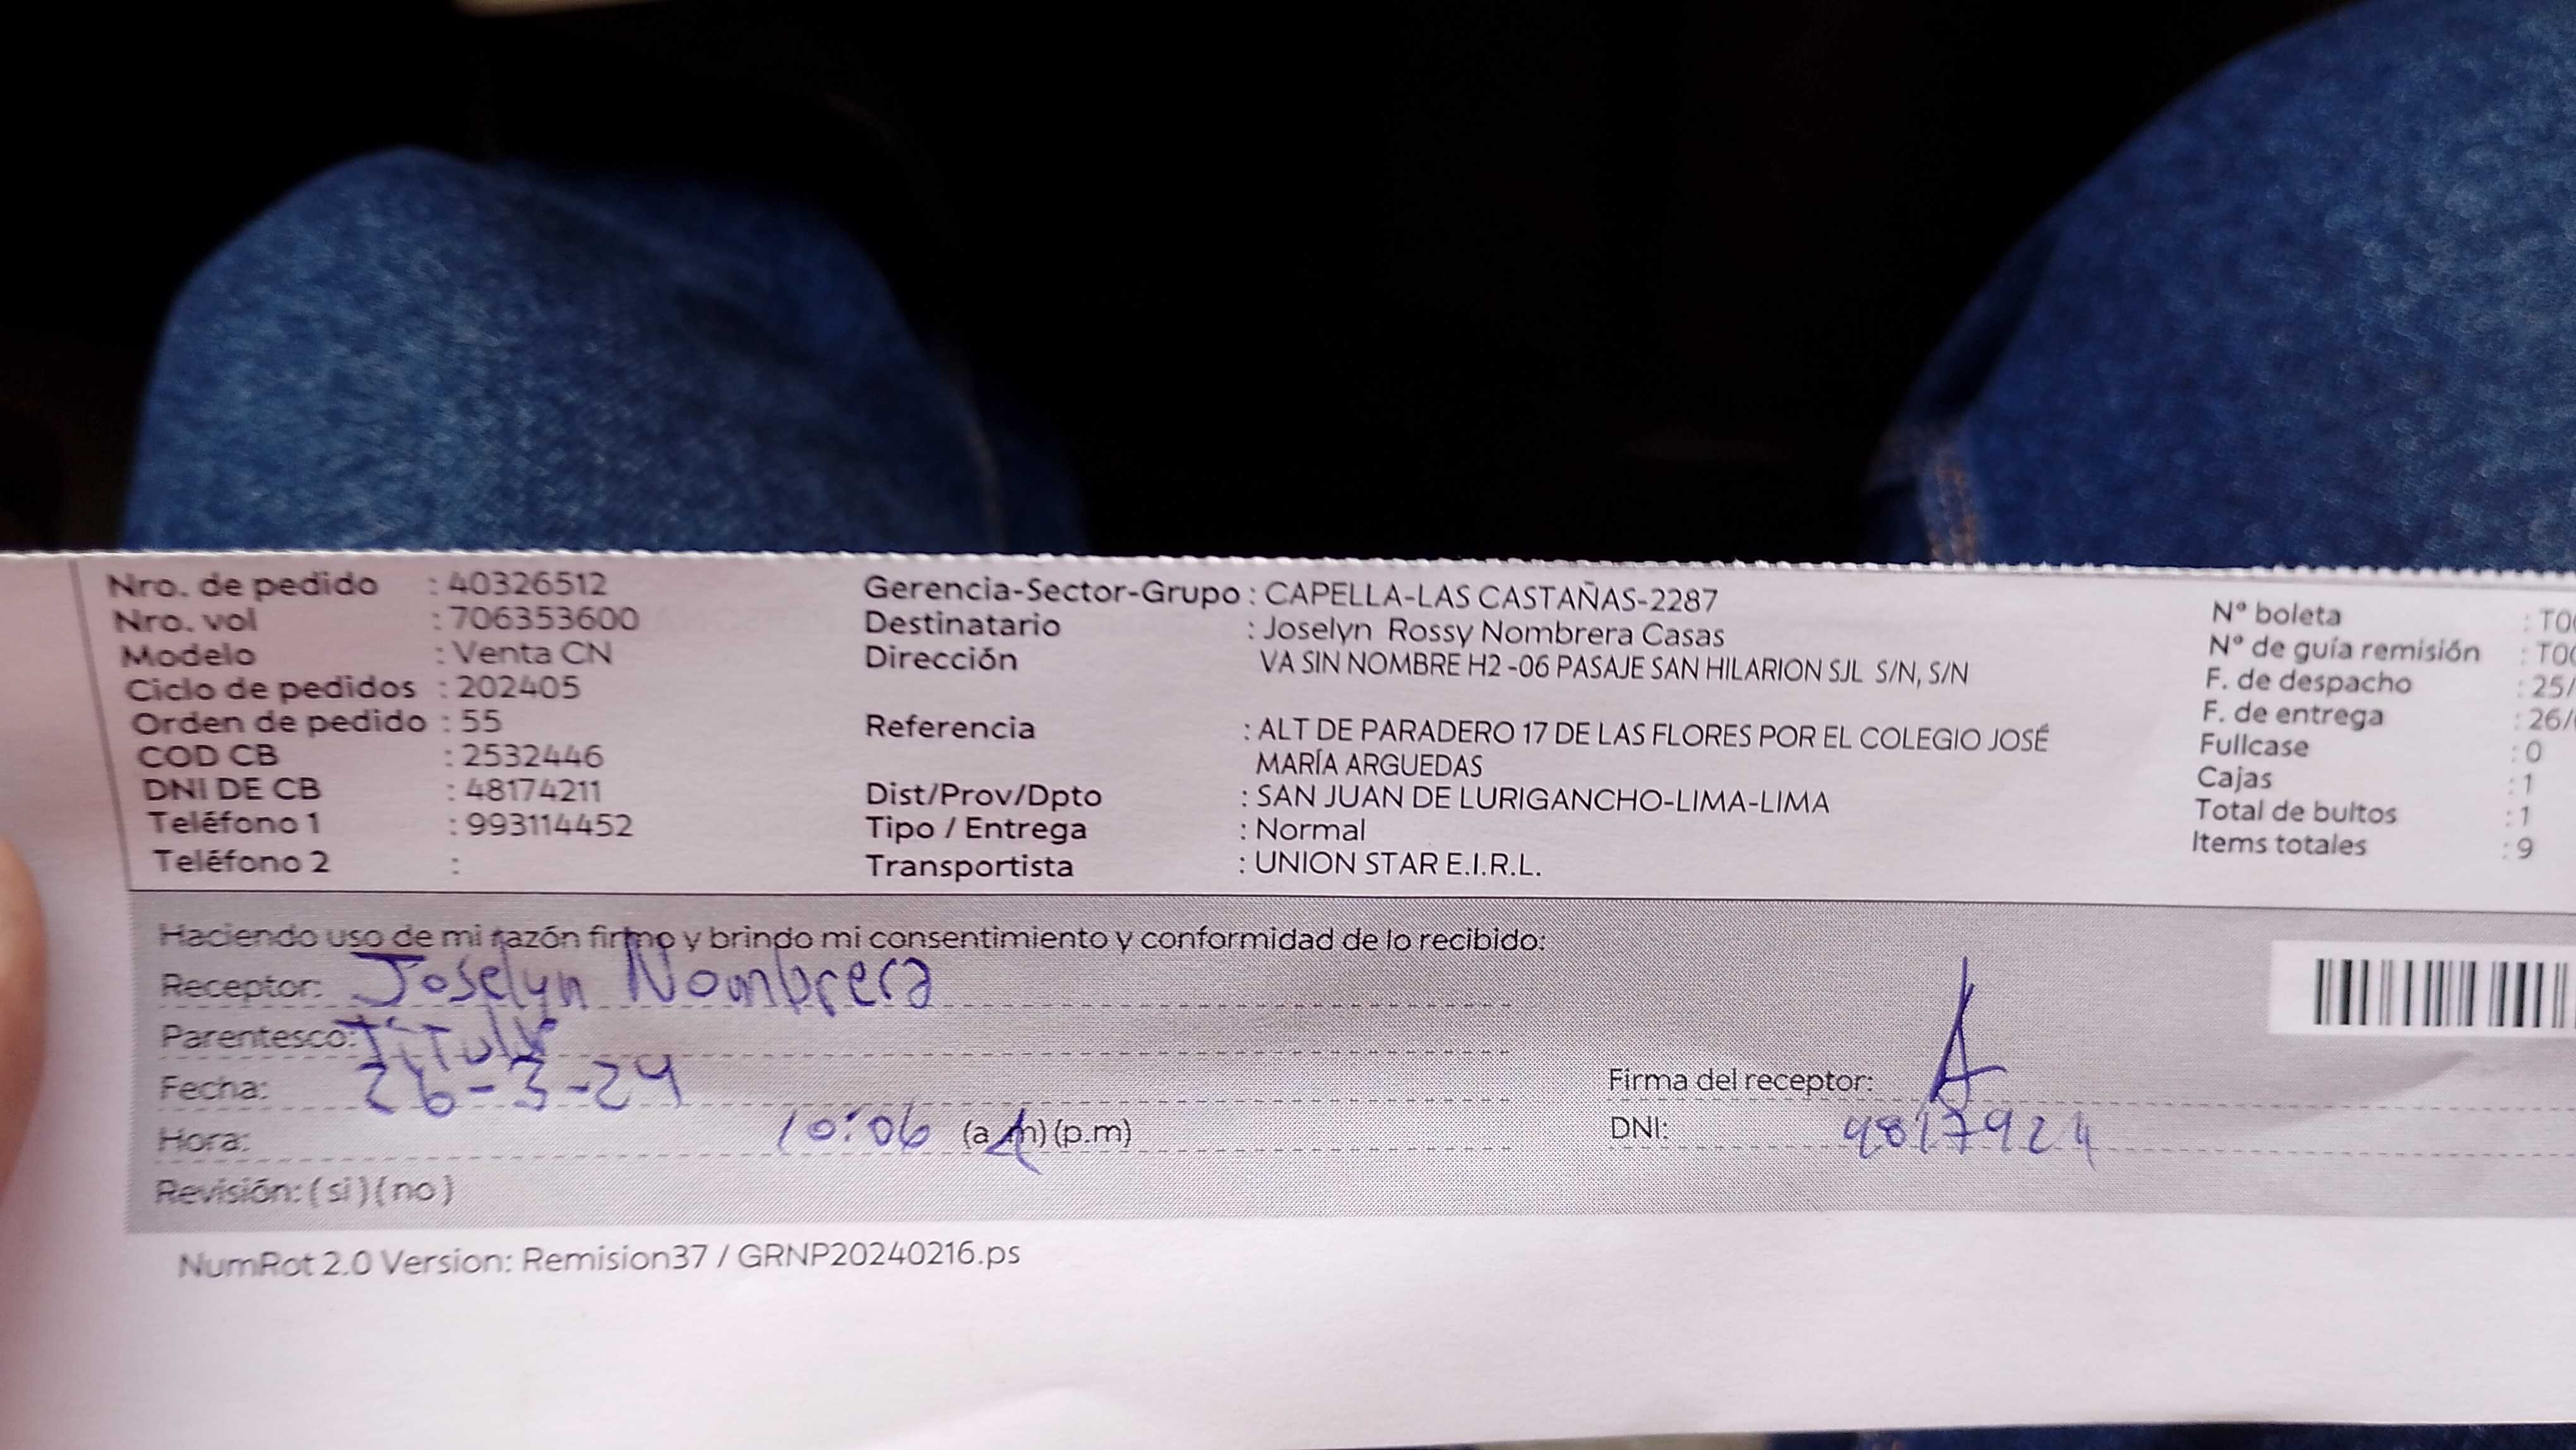 Nro. de pedido : 40326512
Nro. vol : 706353600
Modelo : Venta CN
Ciclo de pedidos : 202405
Orden de pedido : 55
COD CB : 2532446
DNI DE CB : 48174211
Teléfono 1 : 993114452
Teléfono 2 :
Gerencia-Sector-Grupo : CAPELLA-LAS CASTAÑAS-2287
Destinatario : Joselyn Rossy Nombrera Casas
Dirección VA SIN NOMBRE H2 -06 PASAJE SAN HILARION SJL S/N, S/N
Referencia : ALT DE PARADERO 17 DE LAS FLORES POR EL COLEGIO JOSÉ
MARÍA ARGUEDAS
Dist/Prov/Dpto : SAN JUAN DE LURIGANCHO-LIMA-LIMA
Tipo / Entrega : Normal
Transportista : UNION STAR E.I.R.L.
N° boleta : T0
N° de guía remisión : T0
F. de despacho : 25/
F. de entrega : 26/
Fullcase : 0
Cajas : 1
Total de bultos : 1
Items totales : 9
Haciendo uso de mi razón firmo y brindo mi consentimiento y conformidad de lo recibido:
Receptor: Joselyn Nombrera
Parentesco: Titular
Fecha: 26-3-24
Hora: 10:06 (a.m) (p.m)
Revisión: (si) (no)
Firma del receptor:
DNI:
NumRot 2.0 Version: Remision37 / GRNP20240216.ps